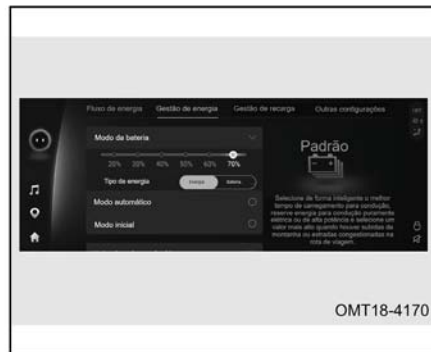 Fluxo de energia Gestão de energia Gestão de recarga Outras configurações
Modo da bateria
20% 30% 40% 50% 60% 70%
Tipo de energia
Modo automático
Modo inicial
Padrão
Selecione de forma inteligente o melhor
tempo de carregamento para condução,
reserve energia para condução puramente
elétrica ou de alta potência e selecione um
valor mais alto quando houver subidas de
montanha ou estradas congestionadas na
rota de viagem.
OMT18-4170